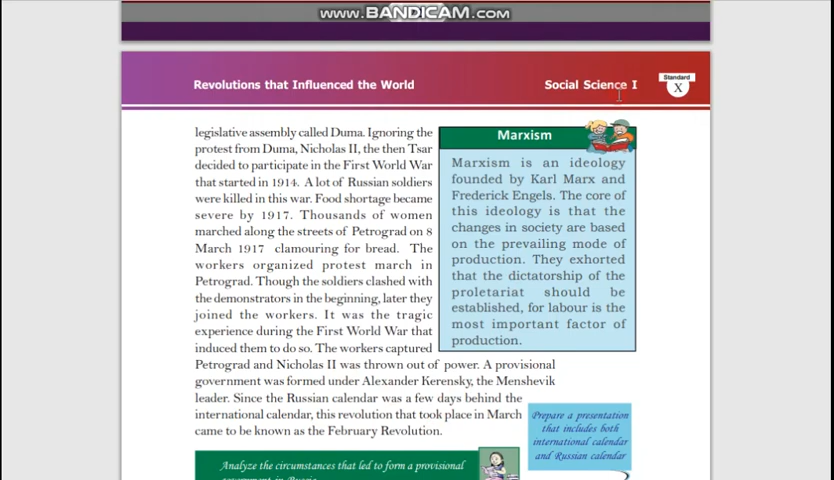 www.BANDICAM.com
Revolutions that Influenced the World
Social Science I
Standard
X
legislative assembly called Duma. Ignoring the
protest from Duma, Nicholas II, the then Tsar
decided to participate in the First World War
that started in 1914. A lot of Russian soldiers
were killed in this war. Food shortage became
severe by 1917. Thousands of women
marched along the streets of Petrograd on 8
March 1917 clamouring for bread. The
workers organized protest march in
Petrograd. Though the soldiers clashed with
the demonstrators in the beginning, later they
joined the workers. It was the tragic
experience during the First World War that
induced them to do so. The workers captured
Petrograd and Nicholas II was thrown out of power. A provisional
government was formed under Alexander Kerensky, the Menshevik
leader. Since the Russian calendar was a few days behind the
international calendar, this revolution that took place in March
came to be known as the February Revolution.
Marxism
Marxism is an ideology
founded by Karl Marx and
Frederick Engels. The core of
this ideology is that the
changes in society are based
on the prevailing mode of
production. They exhorted
that the dictatorship of the
proletariat should be
established, for labour is the
most important factor of
production.
Prepare a presentation
that includes both
international calendar
and Russian calendar
Analyze the circumstances that led to form a provisional
government in Russia